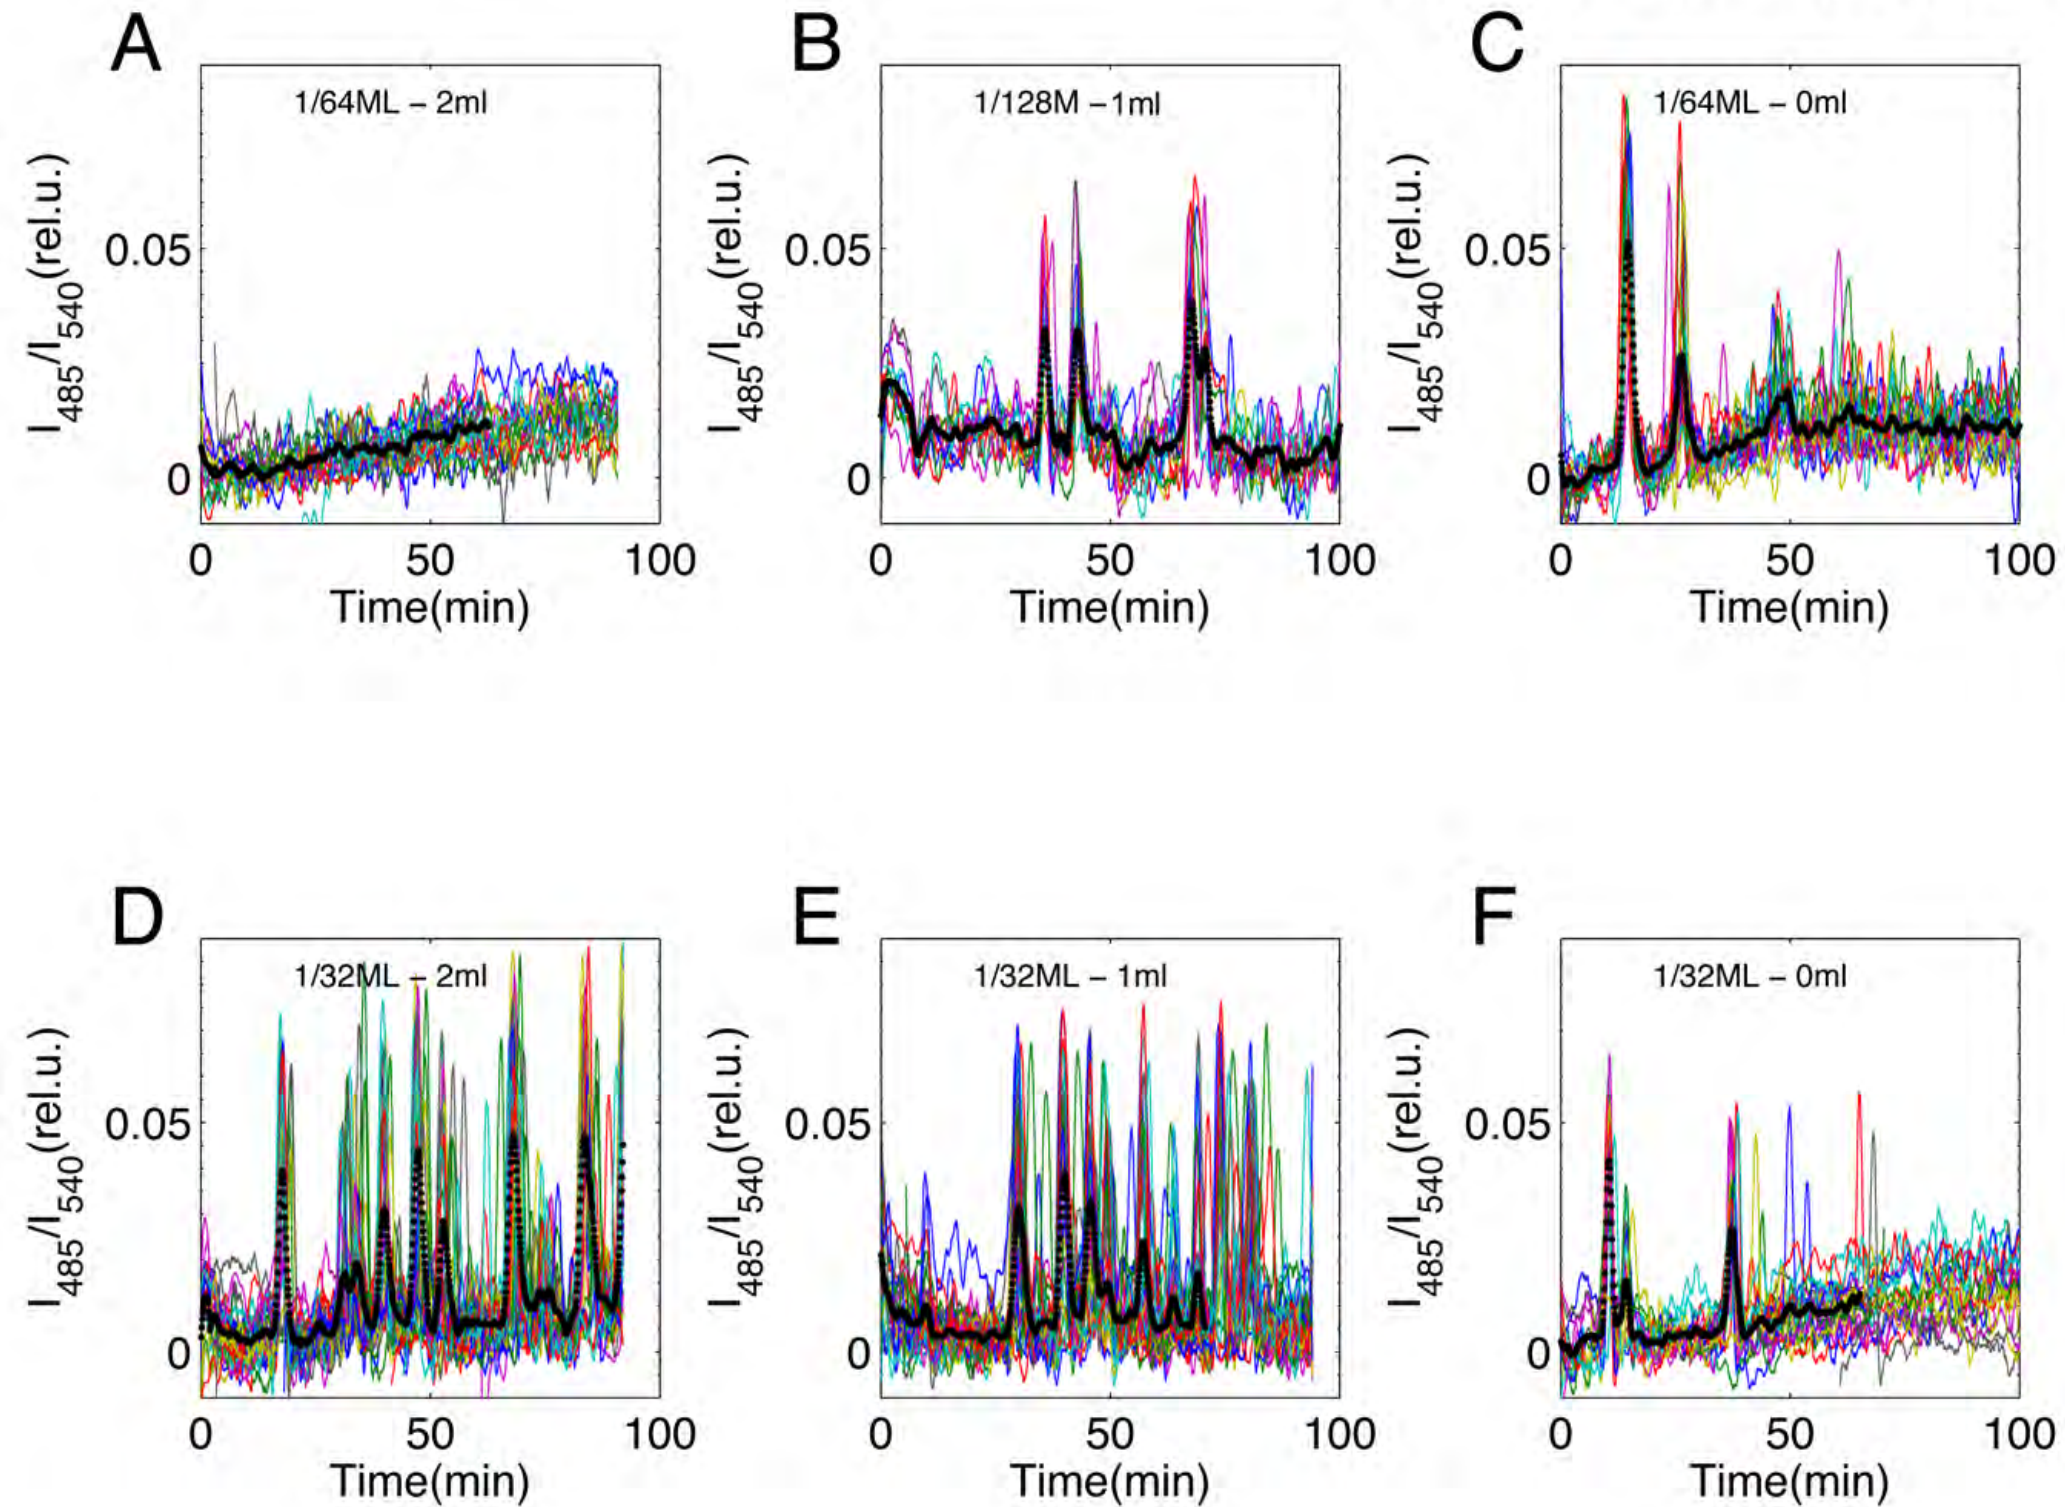 A
B
C
1/64ML – 2ml
1/128M –1ml
1/64ML – 0ml
I485/I540(rel.u.)
I485/I540(rel.u.)
I485/I540(rel.u.)
0.05
0.05
0.05
0
0
0
0 50 100
0 50 100
0 50 100
Time(min)
Time(min)
Time(min)
D
E
F
1/32ML – 2ml
1/32ML – 1ml
1/32ML – 0ml
I485/I540(rel.u.)
I485/I540(rel.u.)
I485/I540(rel.u.)
0.05
0.05
0.05
0
0
0
0 50 100
0 50 100
0 50 100
Time(min)
Time(min)
Time(min)